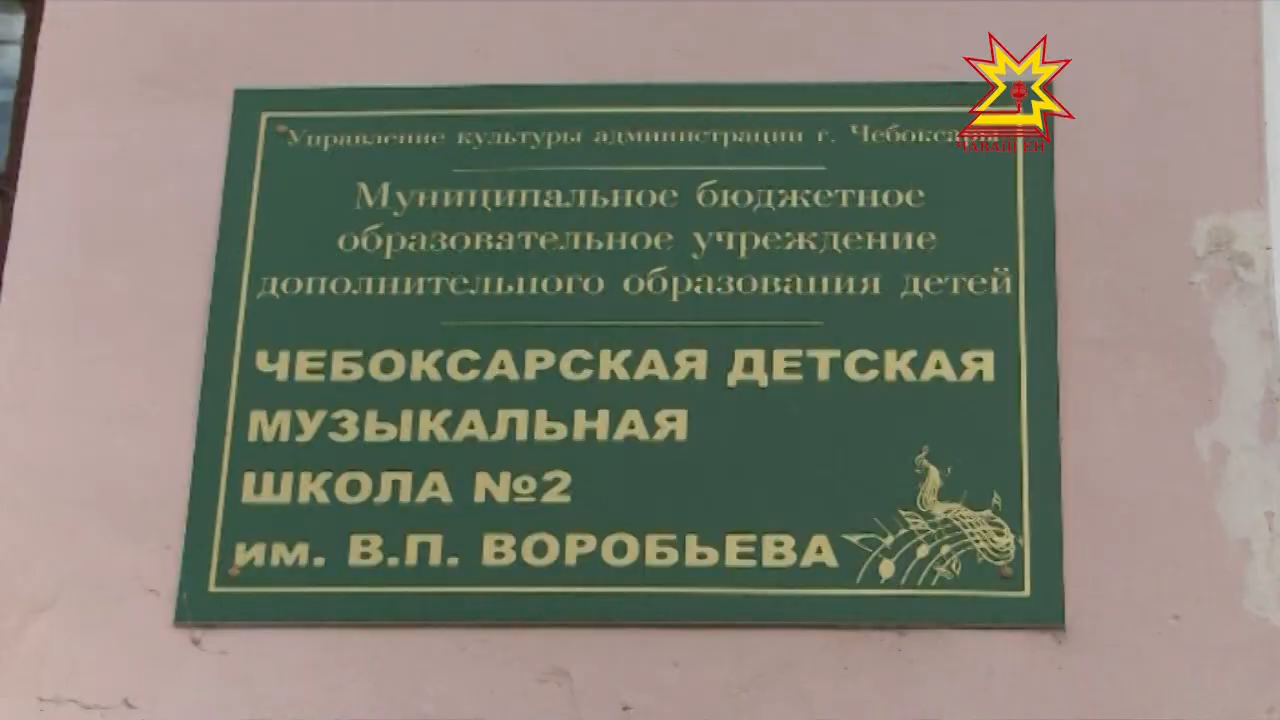 Управление культуры администрации г. Чебоксары
Муниципальное бюджетное
образовательное учреждение
дополнительного образования детей
ЧЕБОКСАРСКАЯ ДЕТСКАЯ
МУЗЫКАЛЬНАЯ
ШКОЛА №2
им. В.П. ВОРОБЬЕВА